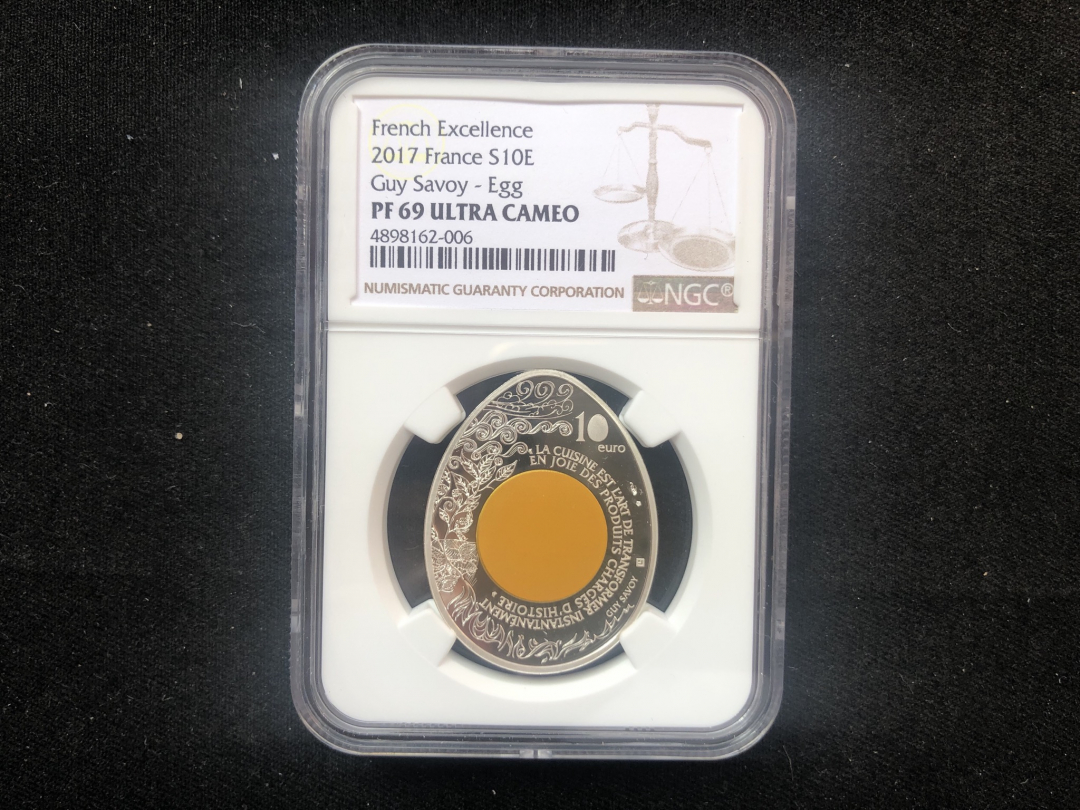 French Excellence
2017 France S10E
Guy Savoy - Egg
PF 69 ULTRA CAMEO
4898162-006
NUMISMATIC GUARANTY CORPORATION
NGC®
10
euro
« LA CUISINE EST L'ART DE TRANSFORMER INSTANTANÉMENT
EN JOIE DES PRODUITS CHARGÉS D'HISTOIRE »
GUY SAVOY